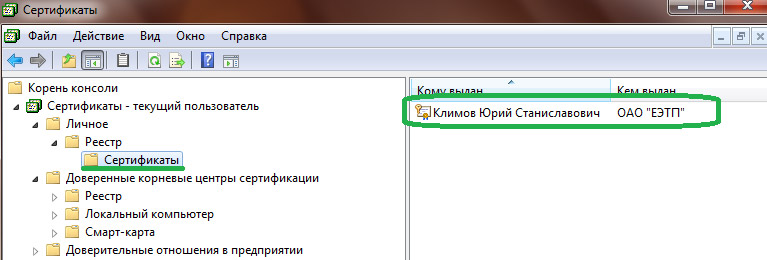 Сертификаты
Файл Действие Вид Окно Справка
Корень консоли
Сертификаты - текущий пользователь
Личное
Реестр
Сертификаты
Доверенные корневые центры сертификации
Реестр
Локальный компьютер
Смарт-карта
Доверительные отношения в предприятии
Кому выдан Кем выдан
Климов Юрий Станиславович ОАО "ЕЭТП"